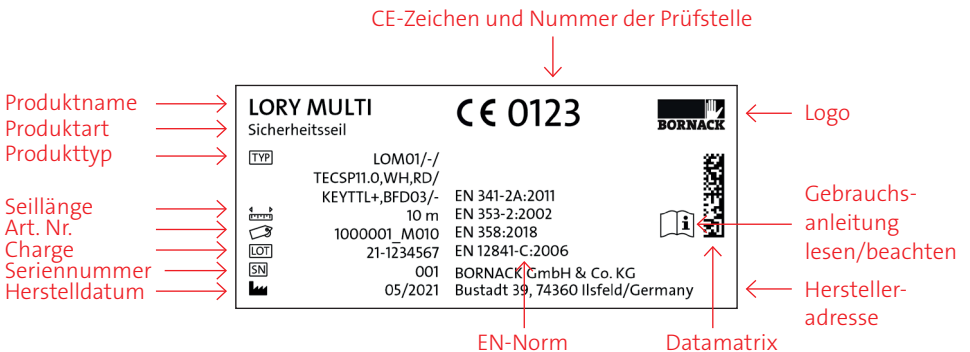 CE-Zeichen und Nummer der Prüfstelle
Produktname
Produktart
Produkttyp
Seillänge
Art. Nr.
Charge
Seriennummer
Herstelldatum
LORY MULTI
Sicherheitsseil
CE 0123
BORNACK
TYP
LOM01/-/
TECSP11.0,WH,RD/
KEYTTL+,BFD03/-
10 m
1000001_M010
LOT
21-1234567
SN
001
05/2021
EN 341-2A:2011
EN 353-2:2002
EN 358:2018
EN 12841-C:2006
BORNACK GmbH & Co. KG
Bustadt 39, 74360 Ilsfeld/Germany
i
Logo
Gebrauchs-
anleitung
lesen/beachten
Hersteller-
adresse
EN-Norm
Datamatrix